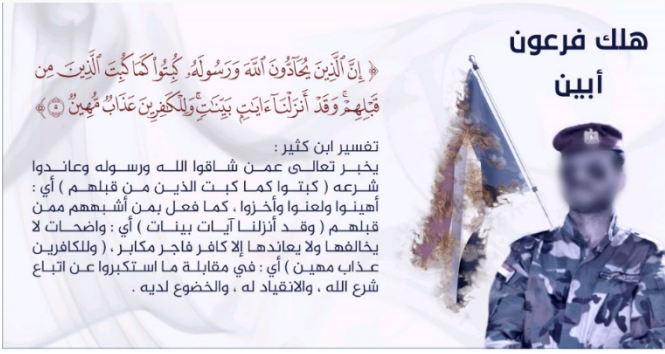 هلك فرعون
أبين
﴿ إِنَّ الَّذِينَ يُحَادُّونَ اللَّهَ وَرَسُولَهُ كُبِتُوا كَمَا كُبِتَ الَّذِينَ مِن
قَبْلِهِمْ وَقَدْ أَنزَلْنَا آيَاتٍ بَيِّنَاتٍ وَلِلْكَافِرِينَ عَذَابٌ مُّهِينٌ ٥ ﴾
تفسير ابن كثير :
يخبر تعالى عمن شاقوا الله ورسوله وعاندوا
شرعه ( كبتوا كما كبت الذين من قبلهم ) أي :
أهينوا ولعنوا وأخزوا ، كما فعل بمن أشبههم ممن
قبلهم ( وقد أنزلنا آيات بينات ) أي : واضحات لا
يخالفها ولا يعاندها إلا كافر فاجر مكابر ، ( وللكافرين
عذاب مهين ) أي : في مقابلة ما استكبروا عن اتباع
شرع الله ، والانقياد له ، والخضوع لديه .